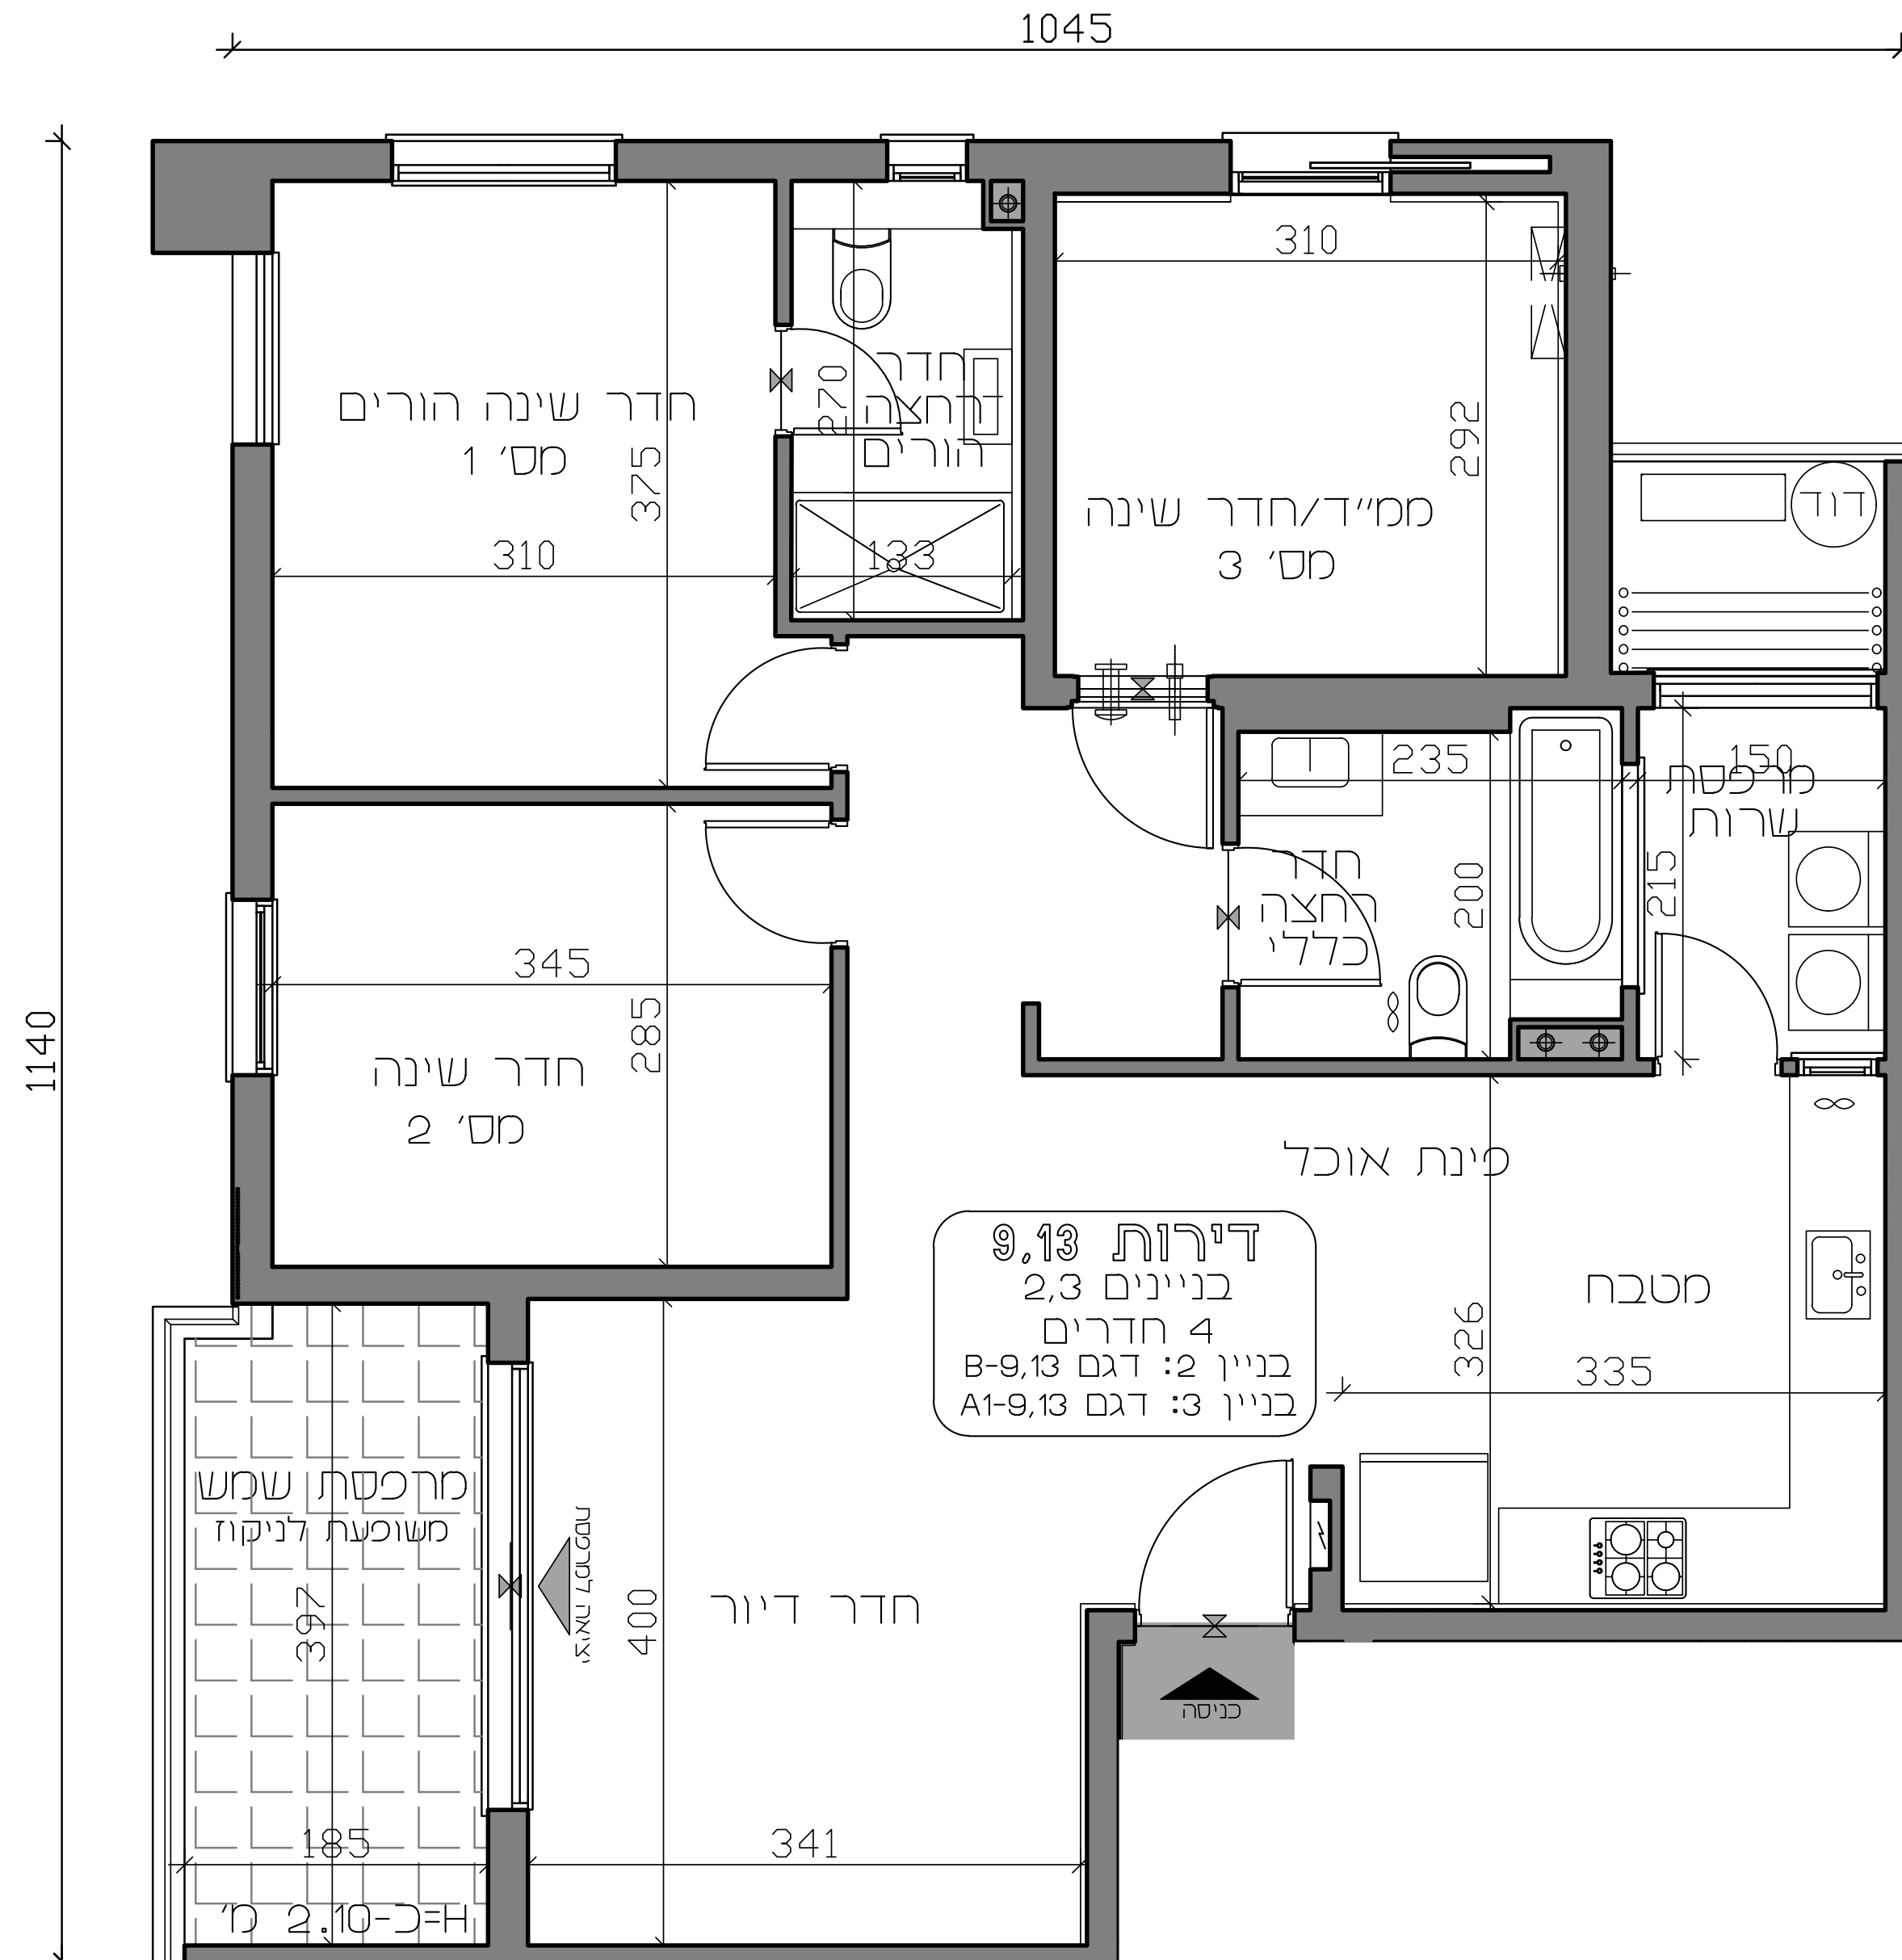 1045
1140
חדר שינה הורים
מס' 1
375
310
חדר
רחצה
הורים
270
133
310
292
ממ"ד/חדר שינה
מס' 3
דוד
235
150
מרפסת
שרות
215
חדר
רחצה
כללי
200
345
285
חדר שינה
מס' 2
פינת אוכל
דירות 9,13
בניינים 2,3
4 חדרים
בניין 2: דגם B-9,13
בניין 3: דגם A1-9,13
מטבח
326
335
מרפסת שמש
משופעת לניקוז
397
185
H=כ-2.10 מ'
יציאה למרפסת
חדר דיור
400
341
כניסה